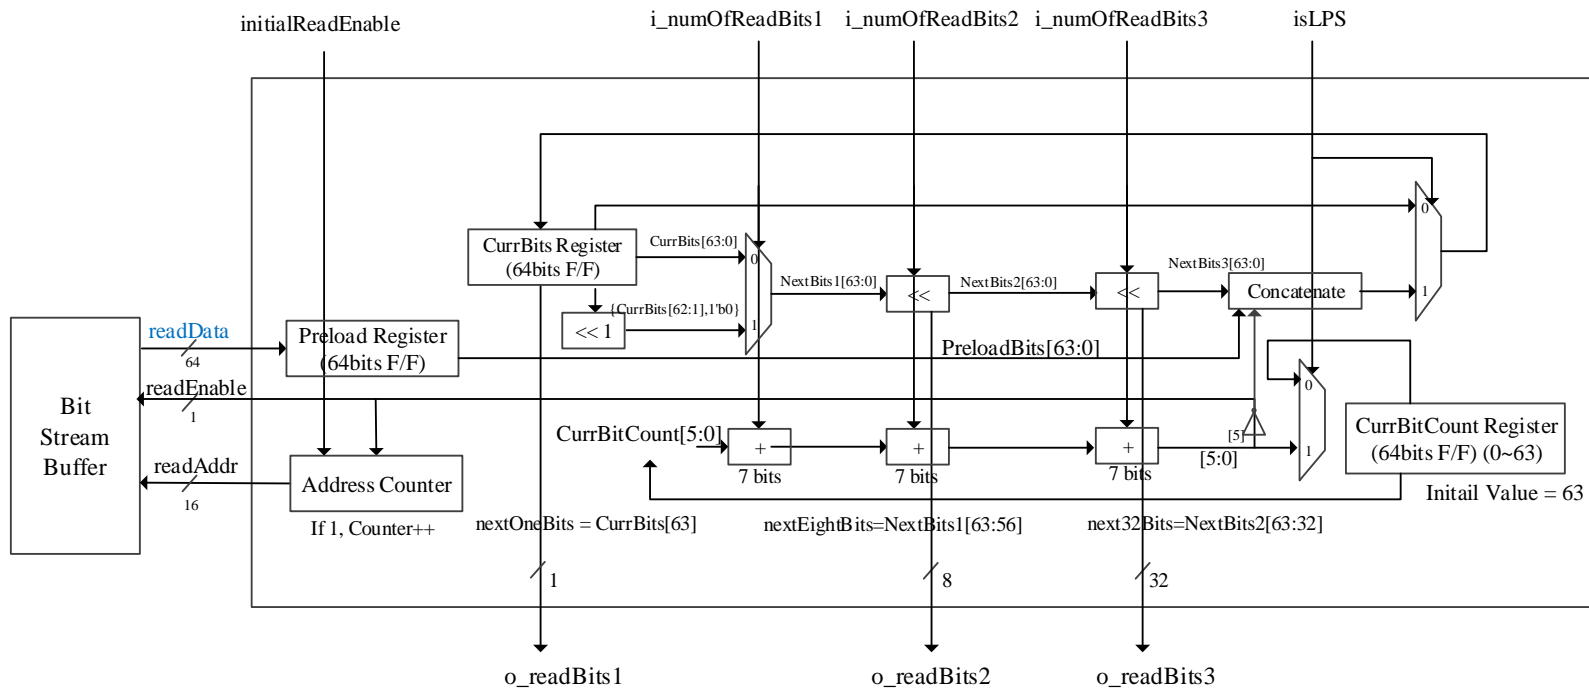 initialReadEnable
i_numOfReadBits1
i_numOfReadBits2
i_numOfReadBits3
isLPS
CurrBits Register
(64bits F/F)
CurrBits[63:0]
0
1
<< 1
{CurrBits[62:1],1'b0}
NextBits1[63:0]
<<
NextBits2[63:0]
<<
NextBits3[63:0]
Concatenate
0
1
Bit
Stream
Buffer
readData
64
readEnable
1
readAddr
16
Preload Register
(64bits F/F)
PreloadBits[63:0]
Address Counter
If 1, Counter++
CurrBitCount[5:0]
+
7 bits
+
7 bits
+
7 bits
[5]
[5:0]
0
1
CurrBitCount Register
(64bits F/F) (0~63)
Initail Value = 63
nextOneBits = CurrBits[63]
nextEightBits=NextBits1[63:56]
next32Bits=NextBits2[63:32]
1
8
32
o_readBits1
o_readBits2
o_readBits3